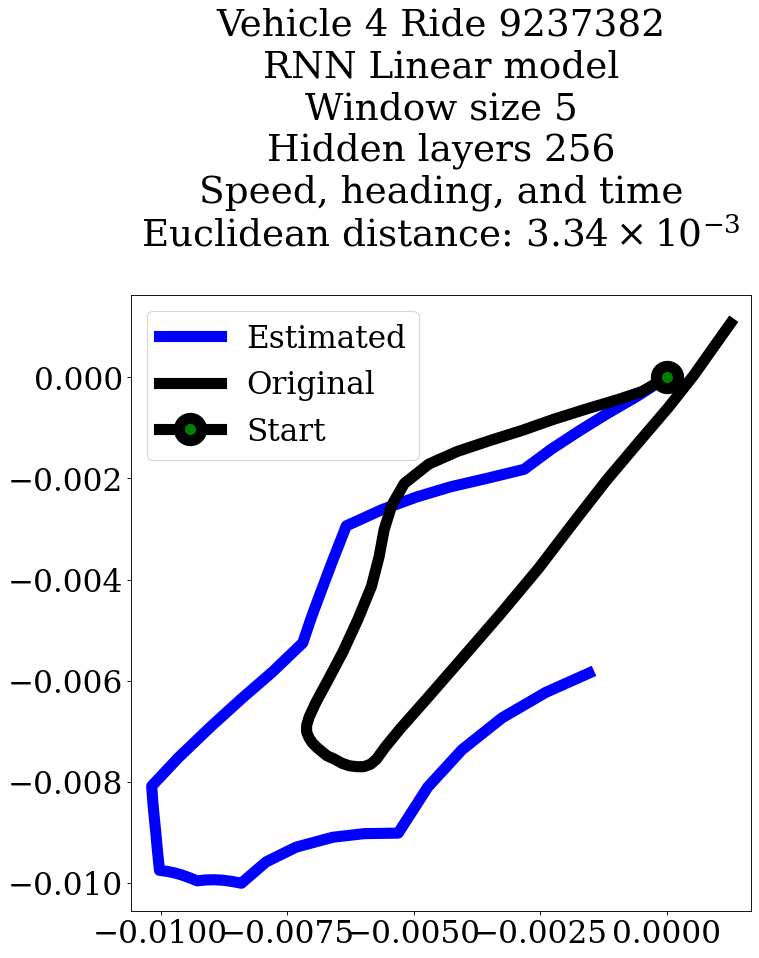 Vehicle 4 Ride 9237382
RNN Linear model
Window size 5
Hidden layers 256
Speed, heading, and time
Euclidean distance: 3.34 × 10⁻³
Estimated
Original
Start
0.000
−0.002
−0.004
−0.006
−0.008
−0.010
−0.0100 −0.0075 −0.0050 −0.0025 0.0000